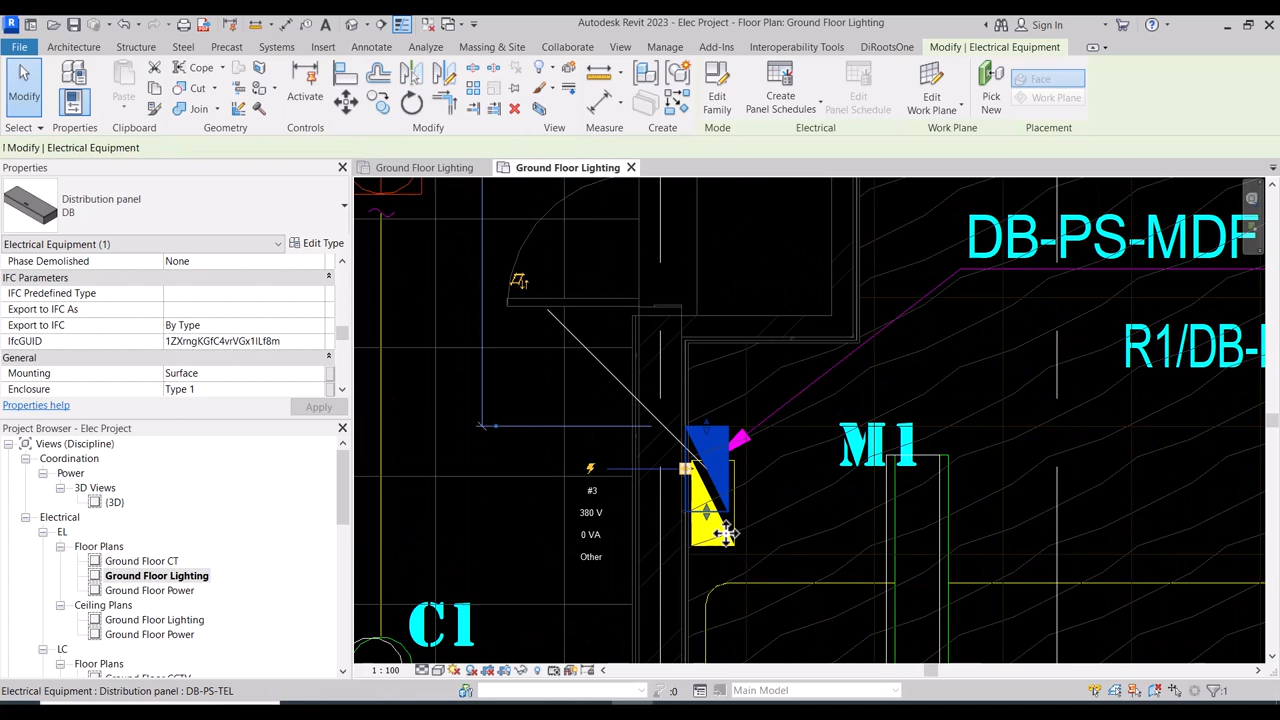 Autodesk Revit 2023 - Elec Project - Floor Plan: Ground Floor Lighting
Sign In
File Architecture Structure Steel Precast Systems Insert Annotate Analyze Massing & Site Collaborate View Manage Add-Ins Interoperability Tools DiRootsOne Modify | Electrical Equipment
Modify
Properties
Paste
Cope
Cut
Join
Activate
Edit Family
Create Panel Schedules
Edit Panel Schedule
Edit Work Plane
Pick New
Face
Work Plane
Select Properties Clipboard Geometry Controls Modify View Measure Create Mode Electrical Work Plane Placement
Modify | Electrical Equipment
Properties
Ground Floor Lighting
Ground Floor Lighting
Distribution panel
DB
Electrical Equipment (1)
Edit Type
Phase Demolished None
IFC Parameters
IFC Predefined Type
Export to IFC As
Export to IFC By Type
IfcGUID 1ZXrngKGfC4vrVGx1ILf8m
General
Mounting Surface
Enclosure Type 1
Properties help
Apply
Project Browser - Elec Project
Views (Discipline)
Coordination
Power
3D Views
{3D}
Electrical
EL
Floor Plans
Ground Floor CT
Ground Floor Lighting
Ground Floor Power
Ceiling Plans
Ground Floor Lighting
Ground Floor Power
LC
Floor Plans
DB-PS-MDF
R1/DB-
M1
#3
380 V
0 VA
Other
C1
1 : 100
Electrical Equipment : Distribution panel : DB-PS-TEL
:0
Main Model
:1